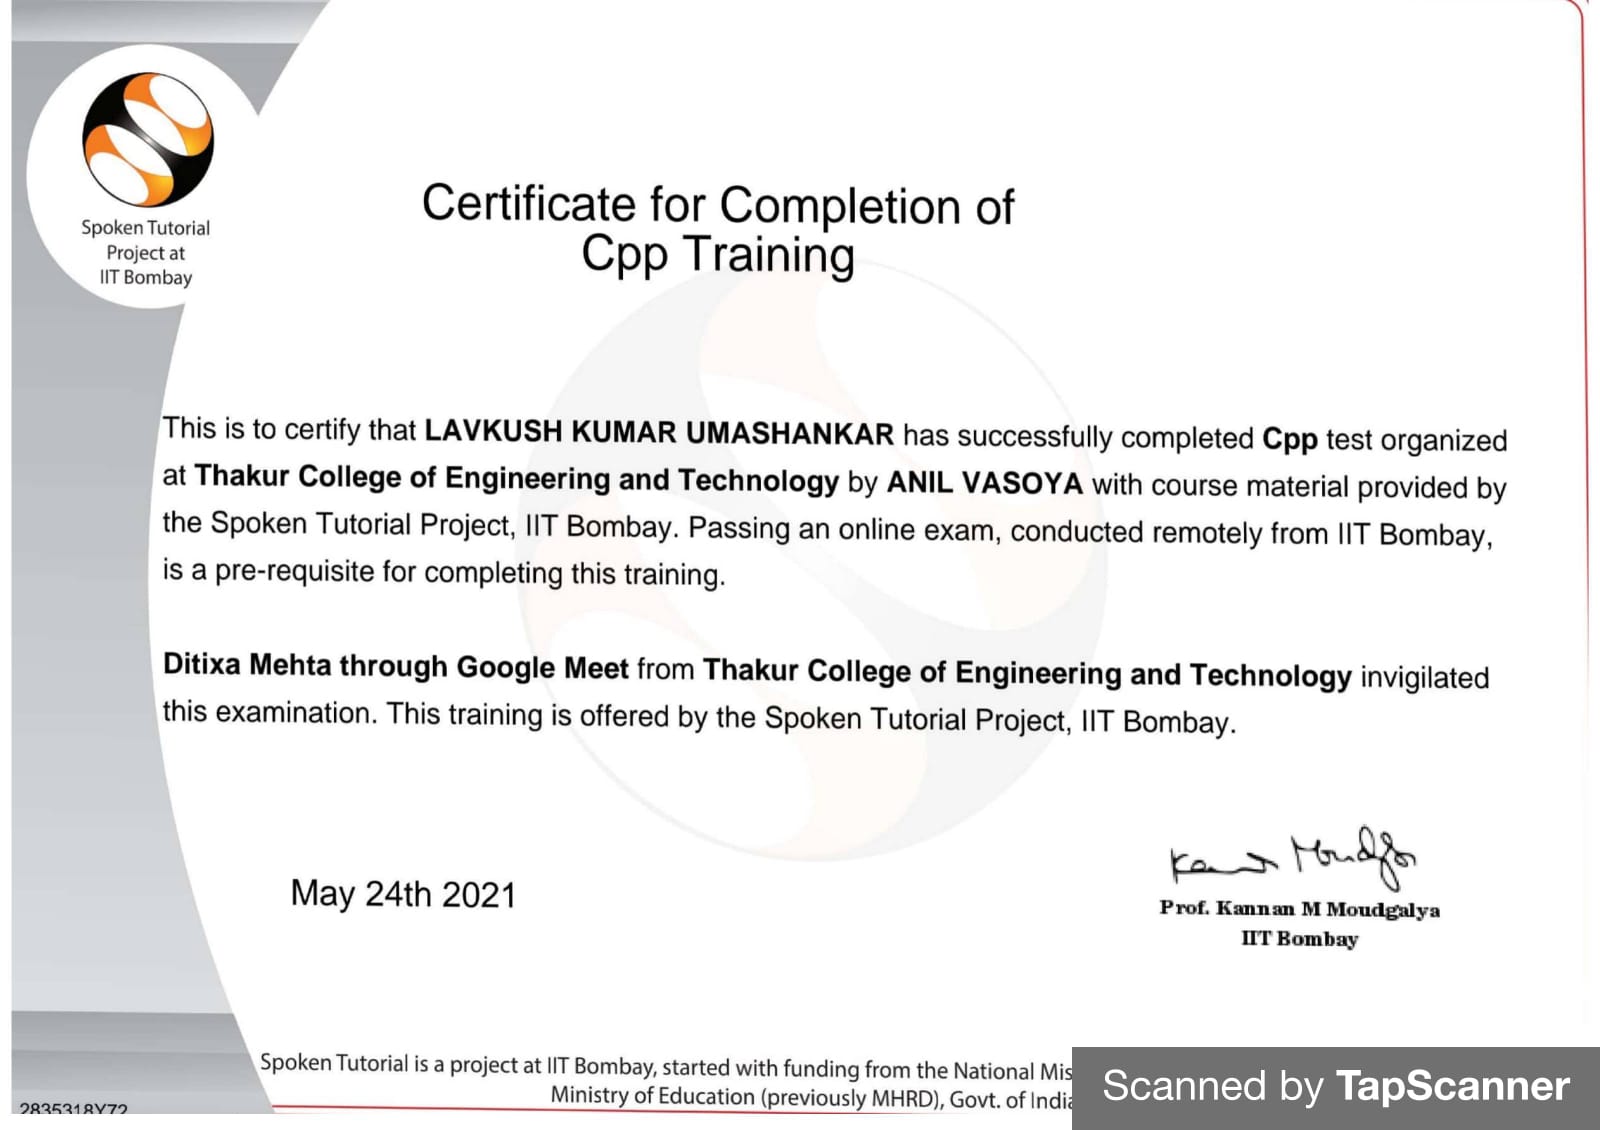 Spoken Tutorial
Project at
IIT Bombay
Certificate for Completion of
Cpp Training
This is to certify that LAVKUSH KUMAR UMASHANKAR has successfully completed Cpp test organized
at Thakur College of Engineering and Technology by ANIL VASOYA with course material provided by
the Spoken Tutorial Project, IIT Bombay. Passing an online exam, conducted remotely from IIT Bombay,
is a pre-requisite for completing this training.
Ditixa Mehta through Google Meet from Thakur College of Engineering and Technology invigilated
this examination. This training is offered by the Spoken Tutorial Project, IIT Bombay.
May 24th 2021
Prof. Kannan M Moudgalya
IIT Bombay
Spoken Tutorial is a project at IIT Bombay, started with funding from the National Mis
Ministry of Education (previously MHRD), Govt. of India
2835318Y72
Scanned by TapScanner